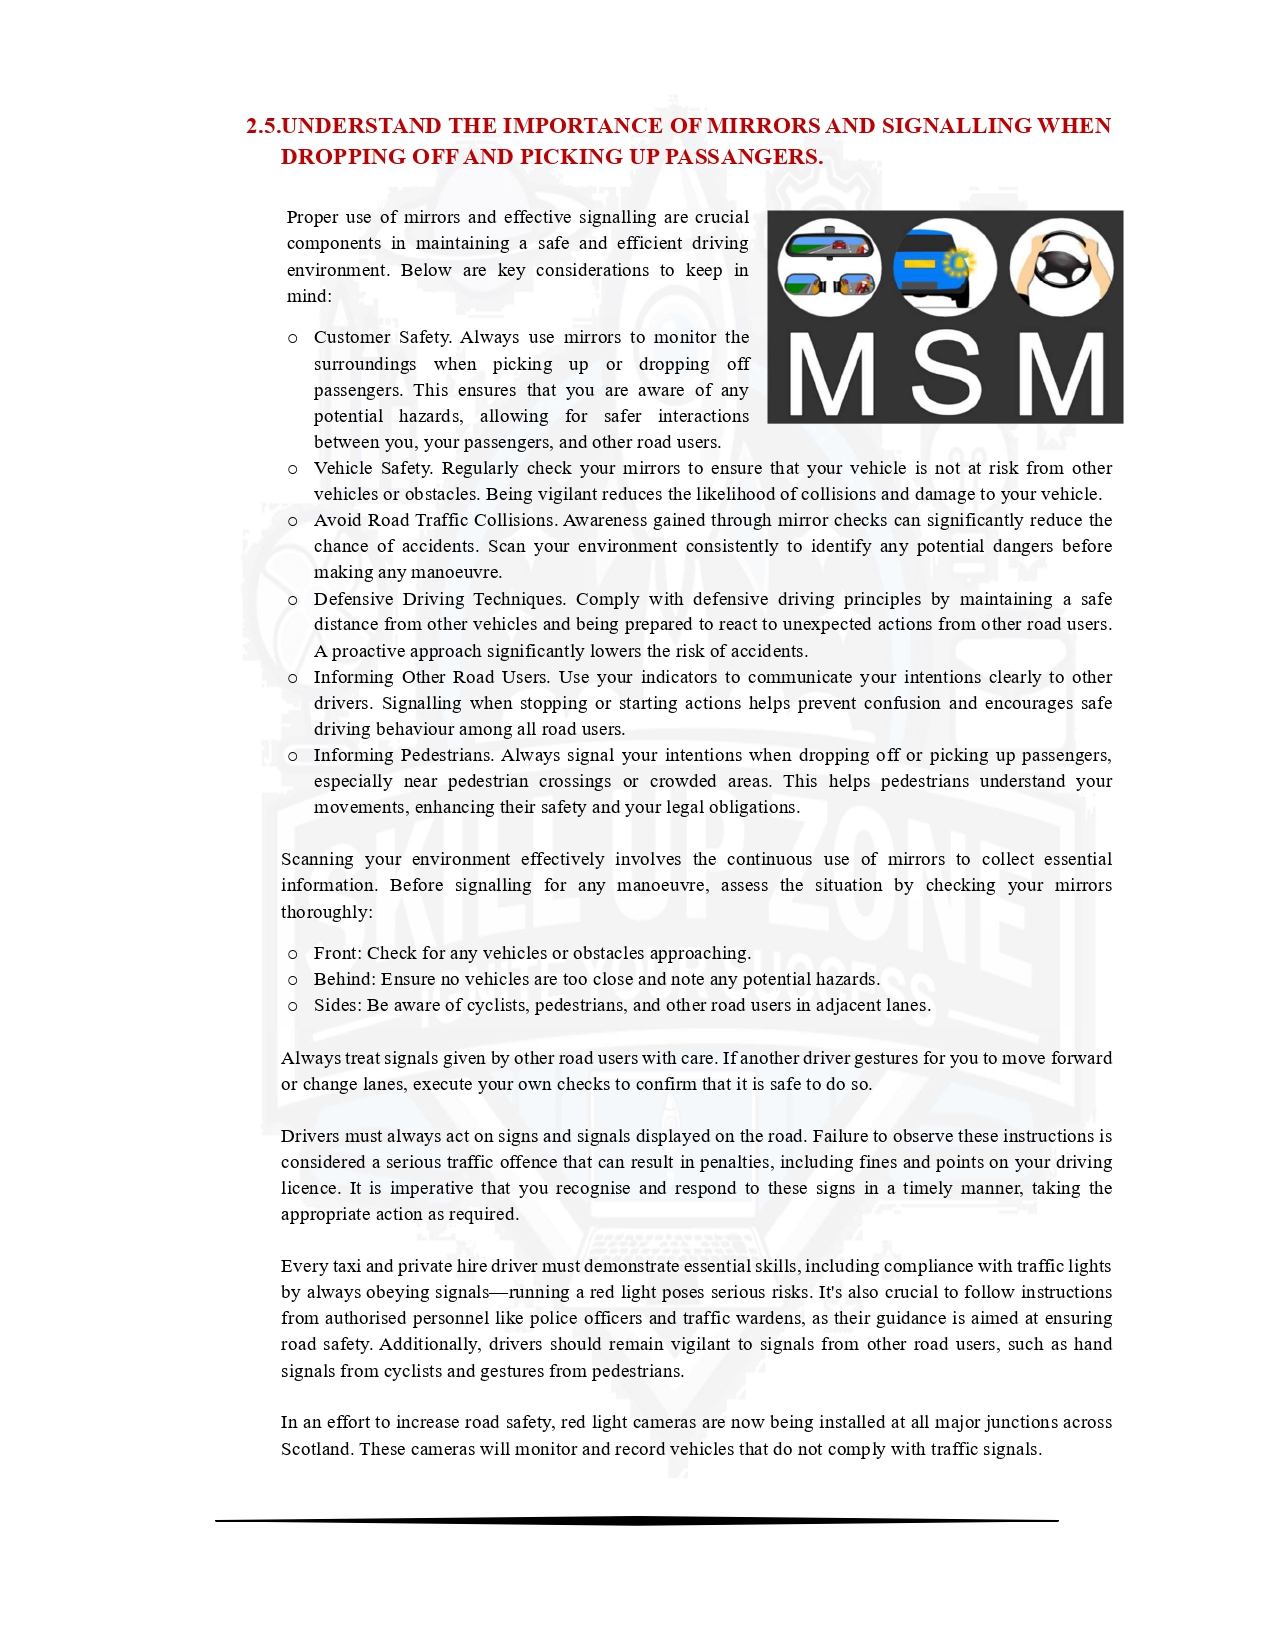 2.5.UNDERSTAND THE IMPORTANCE OF MIRRORS AND SIGNALLING WHEN
DROPPING OFF AND PICKING UP PASSANGERS.
Proper use of mirrors and effective signalling are crucial
components in maintaining a safe and efficient driving
environment. Below are key considerations to keep in
mind:
M S M
o Customer Safety. Always use mirrors to monitor the
surroundings when picking up or dropping off
passengers. This ensures that you are aware of any
potential hazards, allowing for safer interactions
between you, your passengers, and other road users.
o Vehicle Safety. Regularly check your mirrors to ensure that your vehicle is not at risk from other
vehicles or obstacles. Being vigilant reduces the likelihood of collisions and damage to your vehicle.
o Avoid Road Traffic Collisions. Awareness gained through mirror checks can significantly reduce the
chance of accidents. Scan your environment consistently to identify any potential dangers before
making any manoeuvre.
o Defensive Driving Techniques. Comply with defensive driving principles by maintaining a safe
distance from other vehicles and being prepared to react to unexpected actions from other road users.
A proactive approach significantly lowers the risk of accidents.
o Informing Other Road Users. Use your indicators to communicate your intentions clearly to other
drivers. Signalling when stopping or starting actions helps prevent confusion and encourages safe
driving behaviour among all road users.
o Informing Pedestrians. Always signal your intentions when dropping off or picking up passengers,
especially near pedestrian crossings or crowded areas. This helps pedestrians understand your
movements, enhancing their safety and your legal obligations.
SKILL UP ZONE
Scanning your environment effectively involves the continuous use of mirrors to collect essential
information. Before signalling for any manoeuvre, assess the situation by checking your mirrors
thoroughly:
o Front: Check for any vehicles or obstacles approaching.
o Behind: Ensure no vehicles are too close and note any potential hazards.
o Sides: Be aware of cyclists, pedestrians, and other road users in adjacent lanes.
Always treat signals given by other road users with care. If another driver gestures for you to move forward
or change lanes, execute your own checks to confirm that it is safe to do so.
Drivers must always act on signs and signals displayed on the road. Failure to observe these instructions is
considered a serious traffic offence that can result in penalties, including fines and points on your driving
licence. It is imperative that you recognise and respond to these signs in a timely manner, taking the
appropriate action as required.
Every taxi and private hire driver must demonstrate essential skills, including compliance with traffic lights
by always obeying signals—running a red light poses serious risks. It's also crucial to follow instructions
from authorised personnel like police officers and traffic wardens, as their guidance is aimed at ensuring
road safety. Additionally, drivers should remain vigilant to signals from other road users, such as hand
signals from cyclists and gestures from pedestrians.
In an effort to increase road safety, red light cameras are now being installed at all major junctions across
Scotland. These cameras will monitor and record vehicles that do not comply with traffic signals.